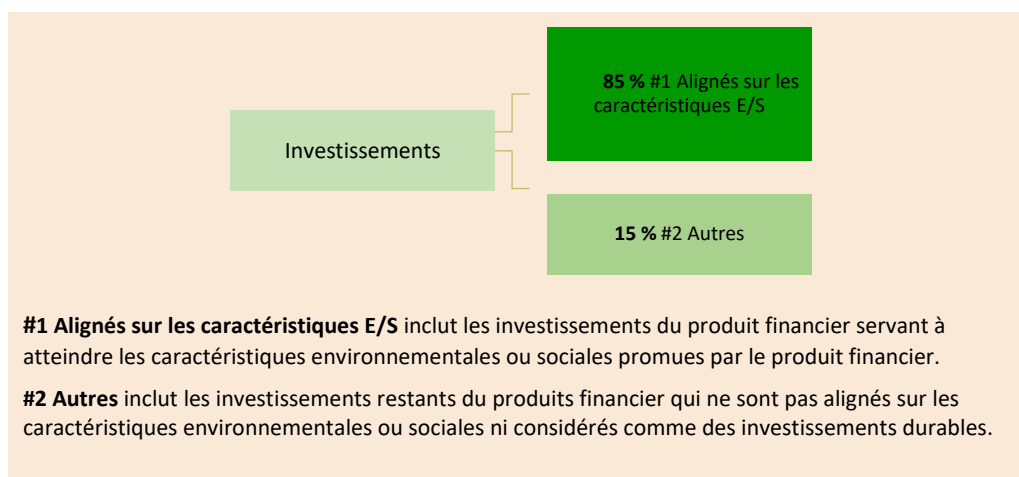 85 % #1 Alignés sur les
caractéristiques E/S
Investissements
15 % #2 Autres
#1 Alignés sur les caractéristiques E/S inclut les investissements du produit financier servant à
atteindre les caractéristiques environnementales ou sociales promues par le produit financier.
#2 Autres inclut les investissements restants du produits financier qui ne sont pas alignés sur les
caractéristiques environnementales ou sociales ni considérés comme des investissements durables.